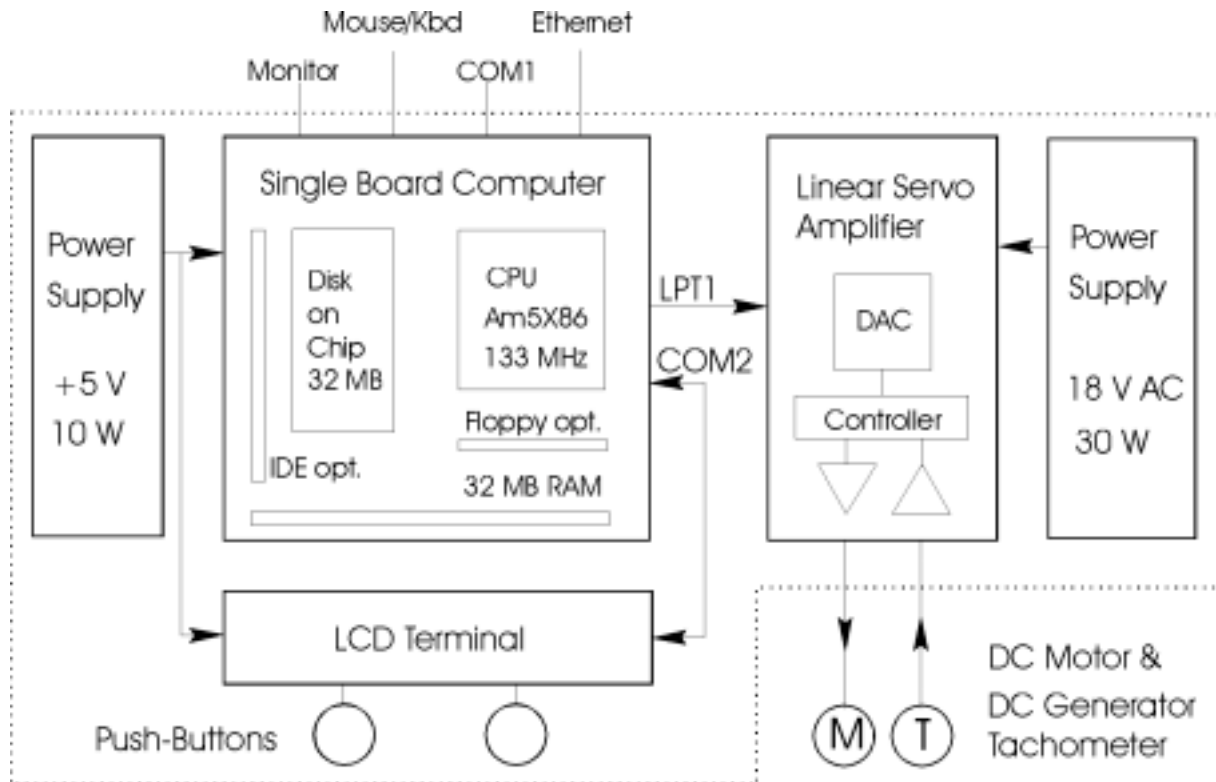 Mouse/Kbd
Ethernet
Monitor
COM1
Power
Supply
+5 V
10 W
Single Board Computer
Disk
on
Chip
32 MB
CPU
Am5X86
133 MHz
Floppy opt.
IDE opt.
32 MB RAM
LPT1
COM2
Linear Servo
Amplifier
DAC
Controller
Power
Supply
18 V AC
30 W
LCD Terminal
Push-Buttons
M
T
DC Motor &
DC Generator
Tachometer